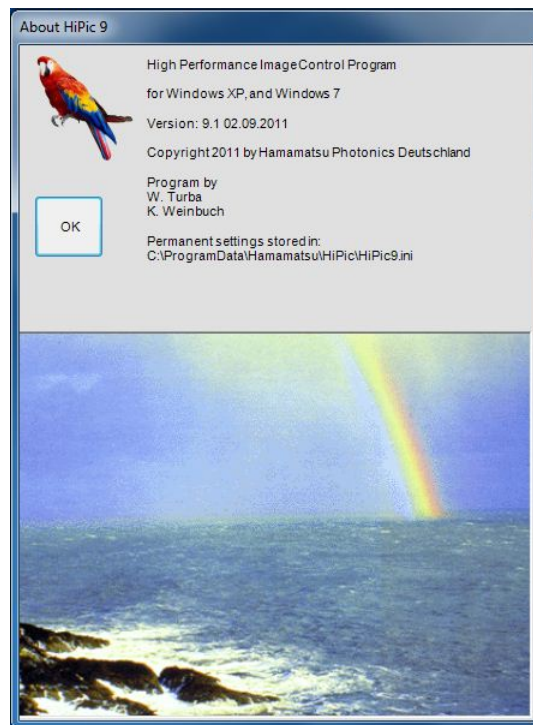 About HiPic 9
High Performance ImageControl Program
for Windows XP, and Windows 7
Version: 9.1 02.09.2011
Copyright 2011 by Hamamatsu Photonics Deutschland
Program by
W. Turba
K. Weinbuch
OK
Permanent settings stored in:
C:\ProgramData\Hamamatsu\HiPic\HiPic9.ini